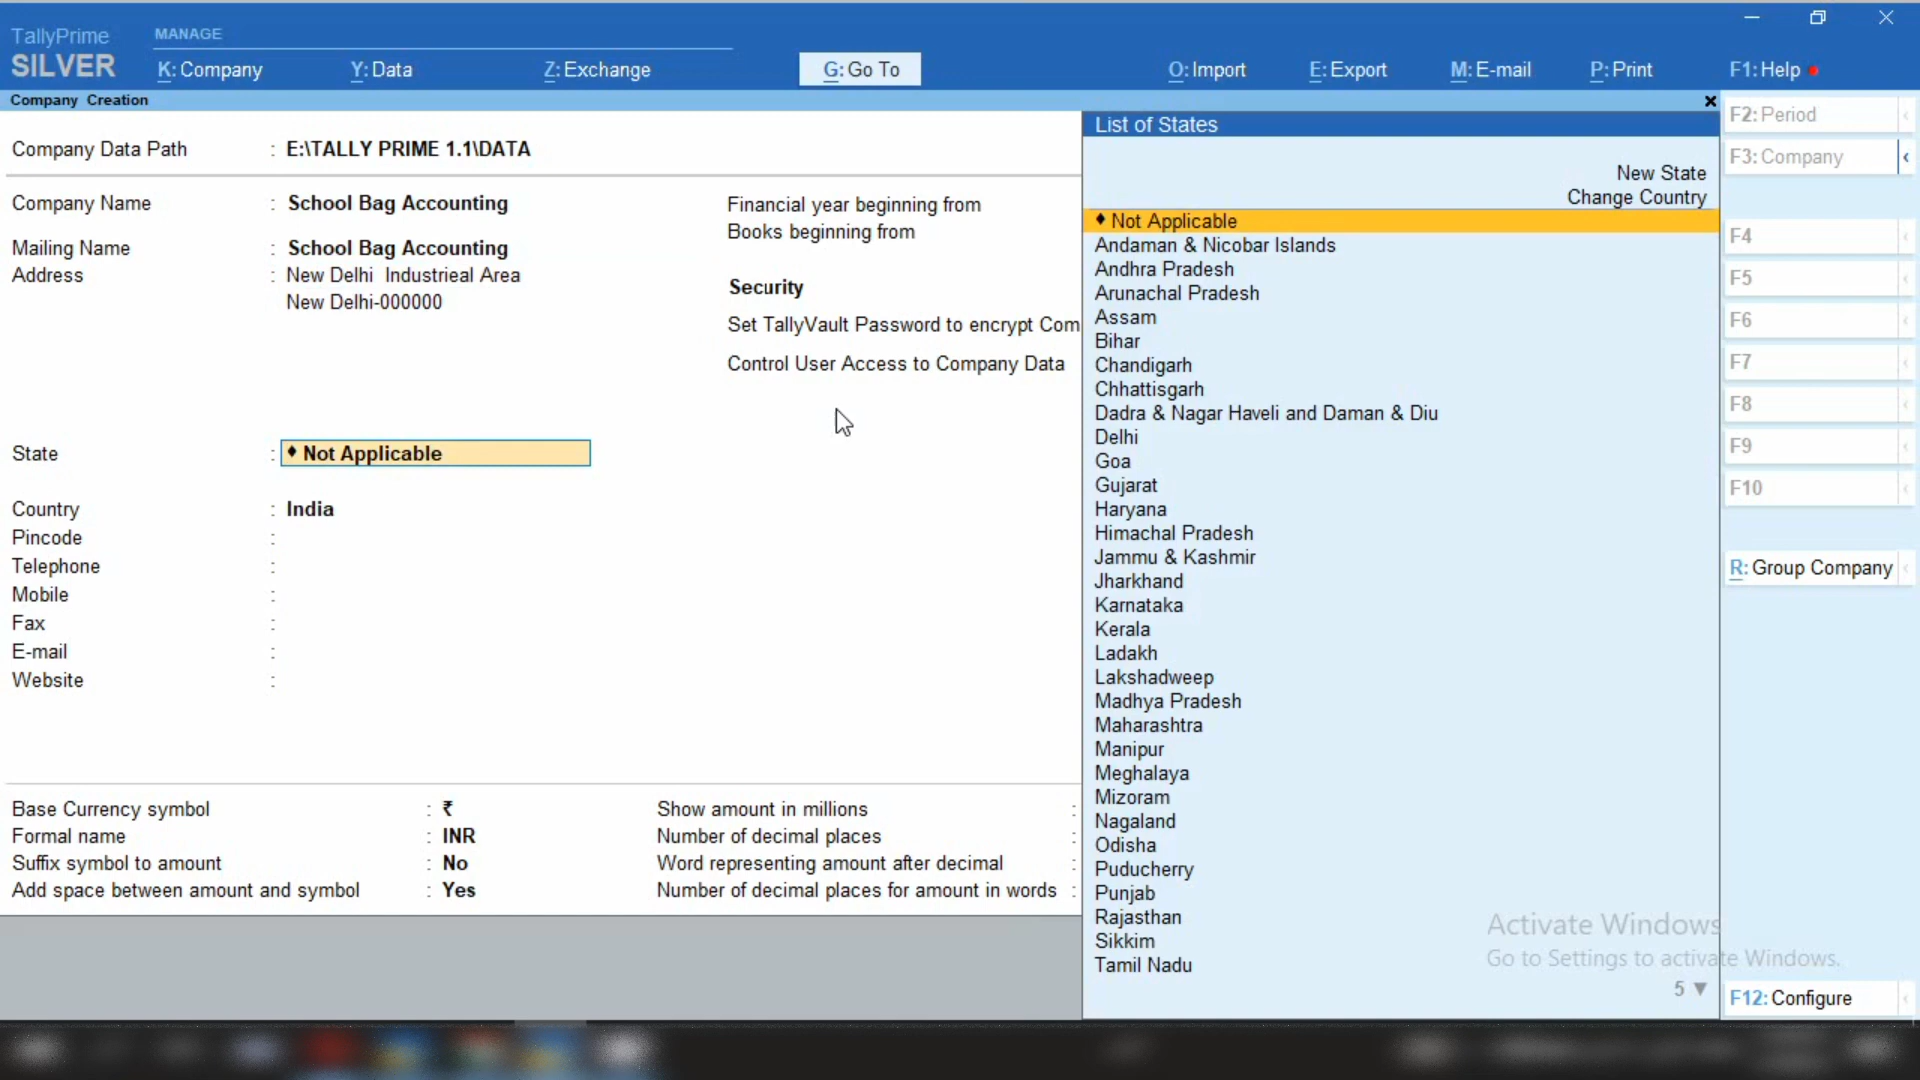 TallyPrime
SILVER
MANAGE
K: Company
Y: Data
Z: Exchange
G: Go To
O: Import
E: Export
M: E-mail
P: Print
F1: Help
Company Creation
Company Data Path : E:\TALLY PRIME 1.1\DATA
Company Name : School Bag Accounting
Mailing Name : School Bag Accounting
Address : New Delhi Industrieal Area
New Delhi-000000
State : ♦ Not Applicable
Country : India
Pincode :
Telephone :
Mobile :
Fax :
E-mail :
Website :
Financial year beginning from
Books beginning from
Security
Set TallyVault Password to encrypt Com
Control User Access to Company Data
Base Currency symbol : ₹
Formal name : INR
Suffix symbol to amount : No
Add space between amount and symbol : Yes
Show amount in millions :
Number of decimal places :
Word representing amount after decimal :
Number of decimal places for amount in words :
List of States
New State
Change Country
♦ Not Applicable
Andaman & Nicobar Islands
Andhra Pradesh
Arunachal Pradesh
Assam
Bihar
Chandigarh
Chhattisgarh
Dadra & Nagar Haveli and Daman & Diu
Delhi
Goa
Gujarat
Haryana
Himachal Pradesh
Jammu & Kashmir
Jharkhand
Karnataka
Kerala
Ladakh
Lakshadweep
Madhya Pradesh
Maharashtra
Manipur
Meghalaya
Mizoram
Nagaland
Odisha
Puducherry
Punjab
Rajasthan
Sikkim
Tamil Nadu
5 ▼
F2: Period
F3: Company
F4
F5
F6
F7
F8
F9
F10
R: Group Company
F12: Configure
Activate Windows
Go to Settings to activate Windows.